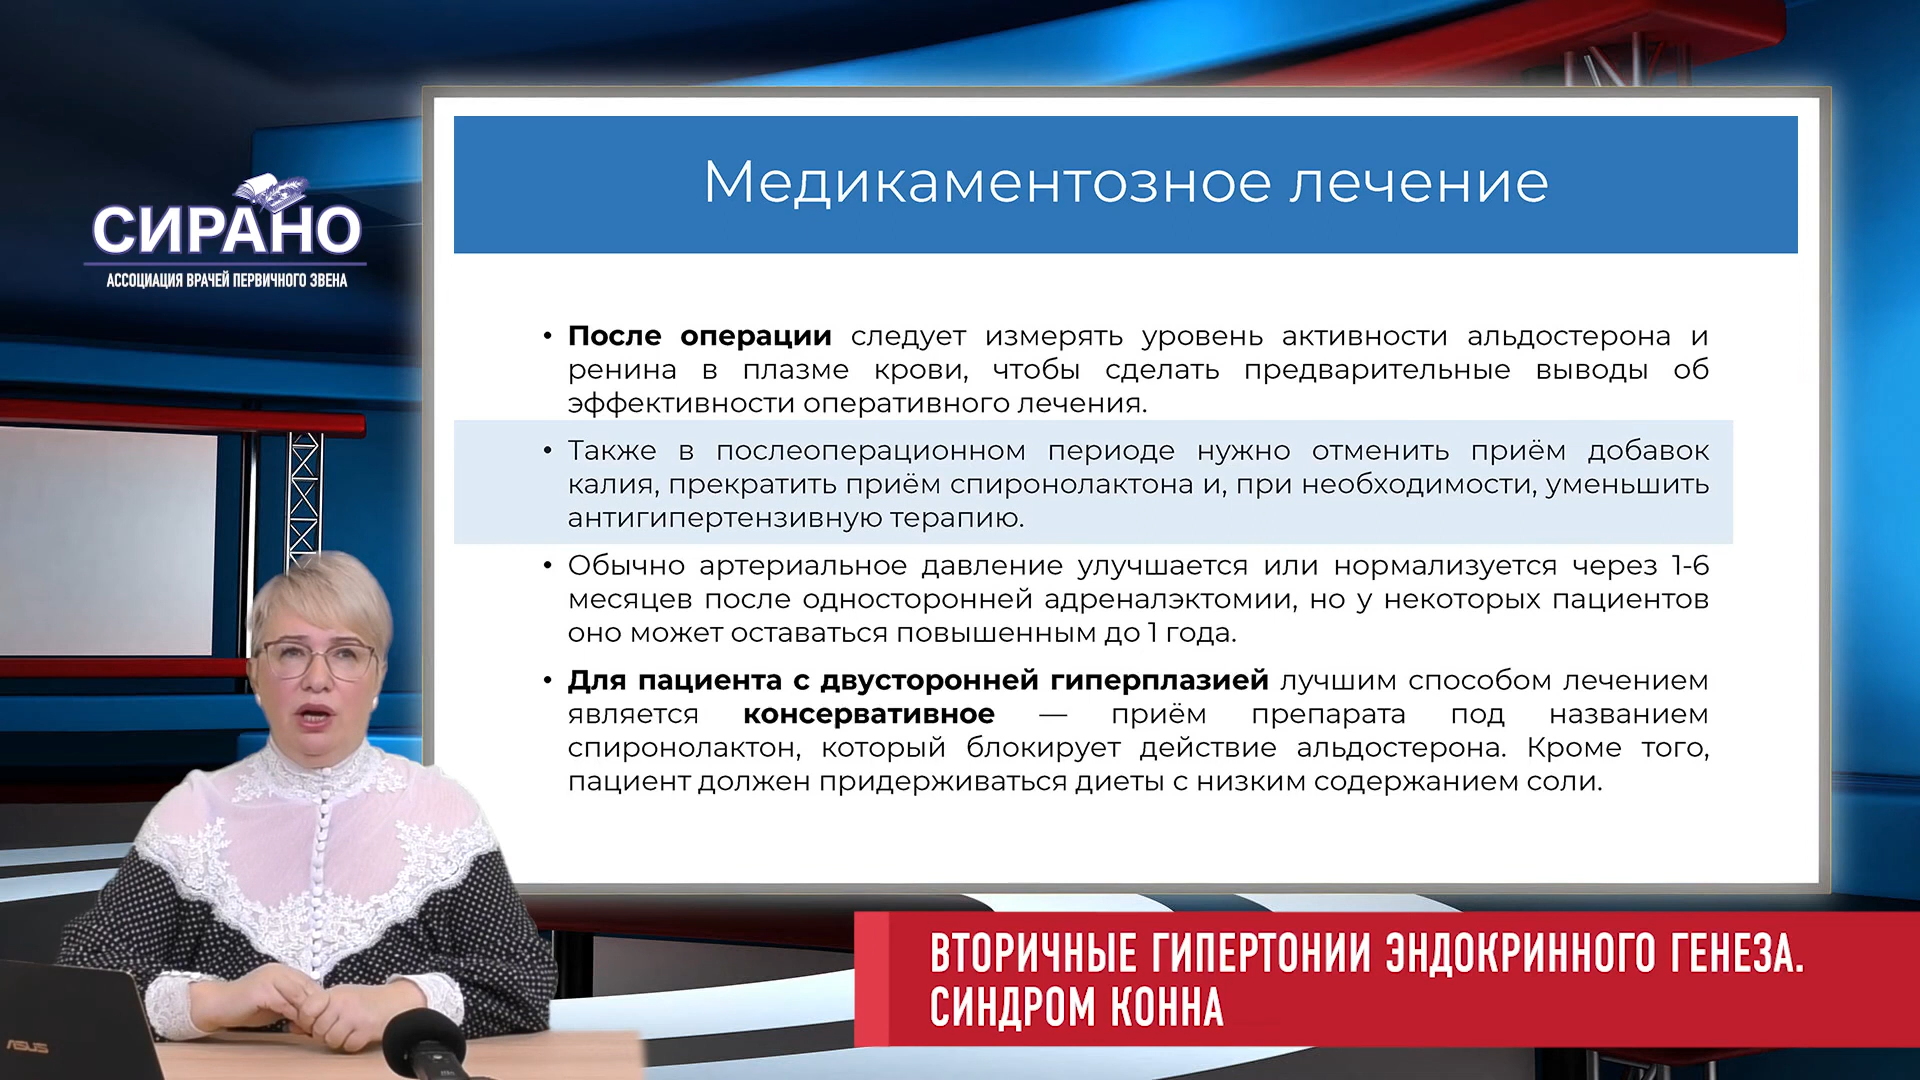 СИРАНО
АССОЦИАЦИЯ ВРАЧЕЙ ПЕРВИЧНОГО ЗВЕНА
Медикаментозное лечение
• После операции следует измерять уровень активности альдостерона и
ренина в плазме крови, чтобы сделать предварительные выводы об
эффективности оперативного лечения.
• Также в послеоперационном периоде нужно отменить приём добавок
калия, прекратить приём спиронолактона и, при необходимости, уменьшить
антигипертензивную терапию.
• Обычно артериальное давление улучшается или нормализуется через 1-6
месяцев после односторонней адреналэктомии, но у некоторых пациентов
оно может оставаться повышенным до 1 года.
• Для пациента с двусторонней гиперплазией лучшим способом лечением
является консервативное — приём препарата под названием
спиронолактон, который блокирует действие альдостерона. Кроме того,
пациент должен придерживаться диеты с низким содержанием соли.
ASUS
ВТОРИЧНЫЕ ГИПЕРТОНИИ ЭНДОКРИННОГО ГЕНЕЗА.
СИНДРОМ КОННА